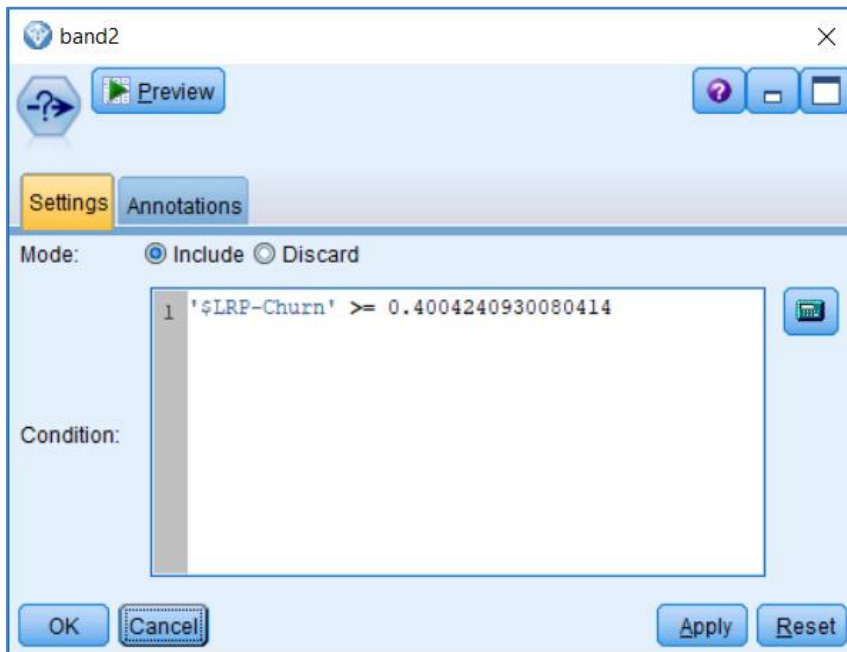 band2
Preview
Settings Annotations
Mode: Include Discard
1 '$LRP-Churn' >= 0.4004240930080414
Condition:
OK Cancel Apply Reset